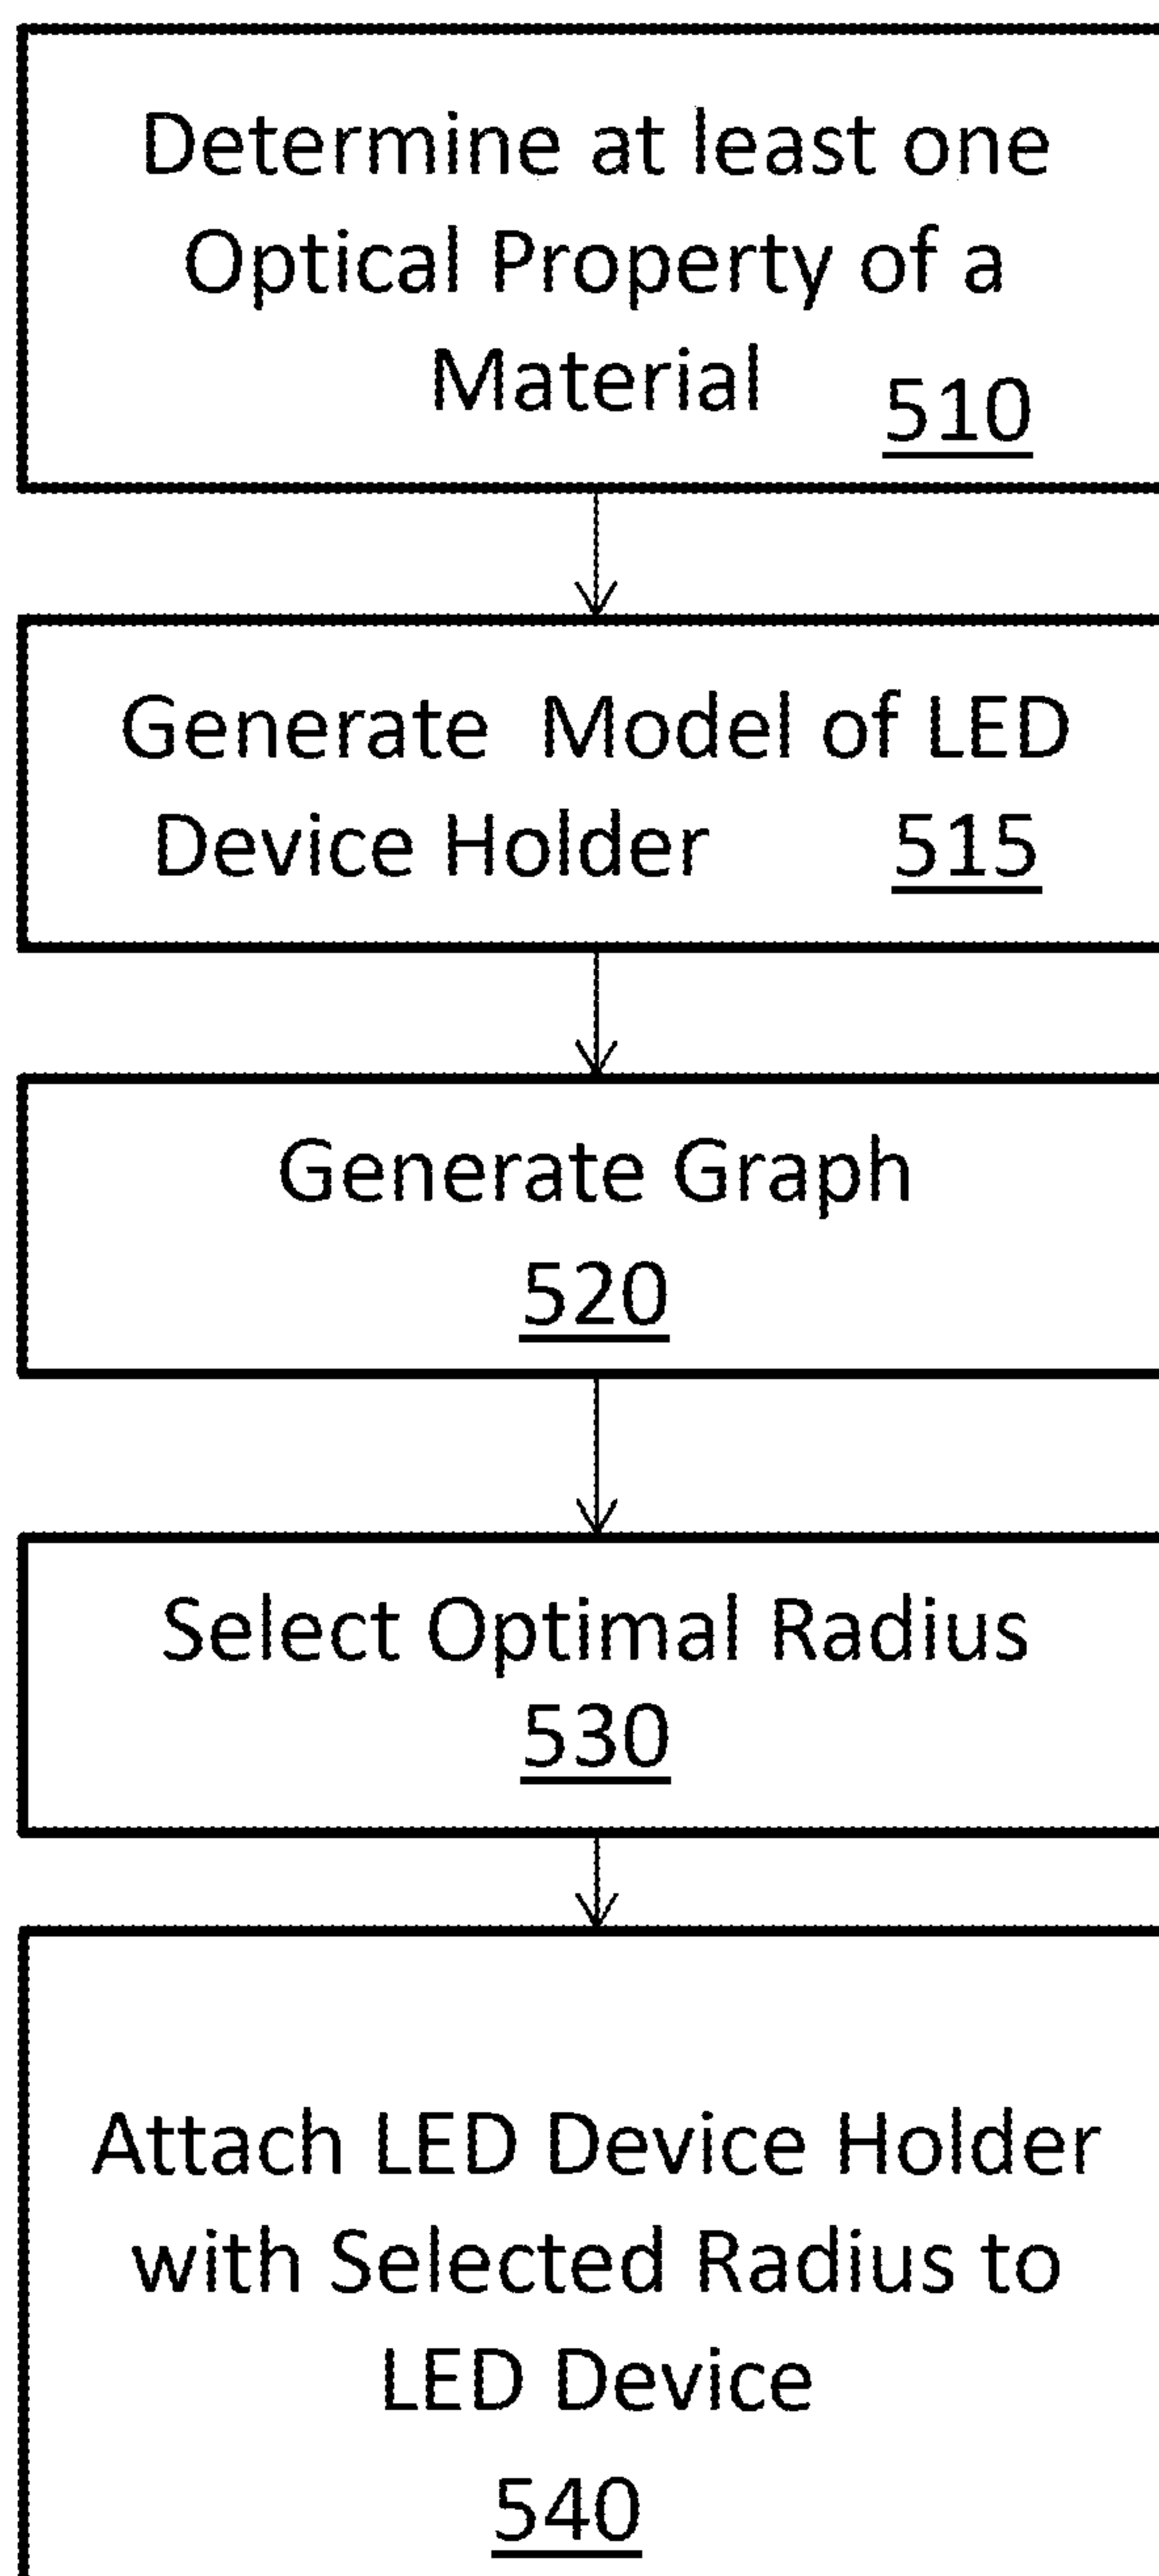 Determine at least one
Optical Property of a
Material 510
Generate Model of LED
Device Holder 515
Generate Graph
520
Select Optimal Radius
530
Attach LED Device Holder
with Selected Radius to
LED Device
540